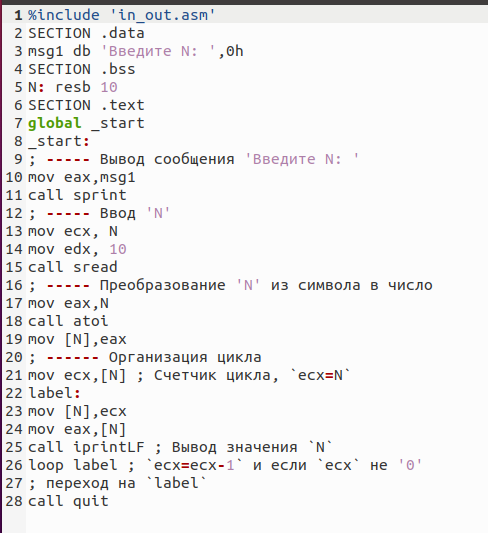 1 %include 'in_out.asm'
2 SECTION .data
3 msg1 db 'Введите N: ',0h
4 SECTION .bss
5 N: resb 10
6 SECTION .text
7 global _start
8 _start:
9 ; ----- Вывод сообщения 'Введите N: '
10 mov eax,msg1
11 call sprint
12 ; ----- Ввод 'N'
13 mov ecx, N
14 mov edx, 10
15 call sread
16 ; ----- Преобразование 'N' из символа в число
17 mov eax,N
18 call atoi
19 mov [N],eax
20 ; ------ Организация цикла
21 mov ecx,[N] ; Счетчик цикла, `ecx=N`
22 label:
23 mov [N],ecx
24 mov eax,[N]
25 call iprintLF ; Вывод значения `N`
26 loop label ; `ecx=ecx-1` и если `ecx` не '0'
27 ; переход на `label`
28 call quit